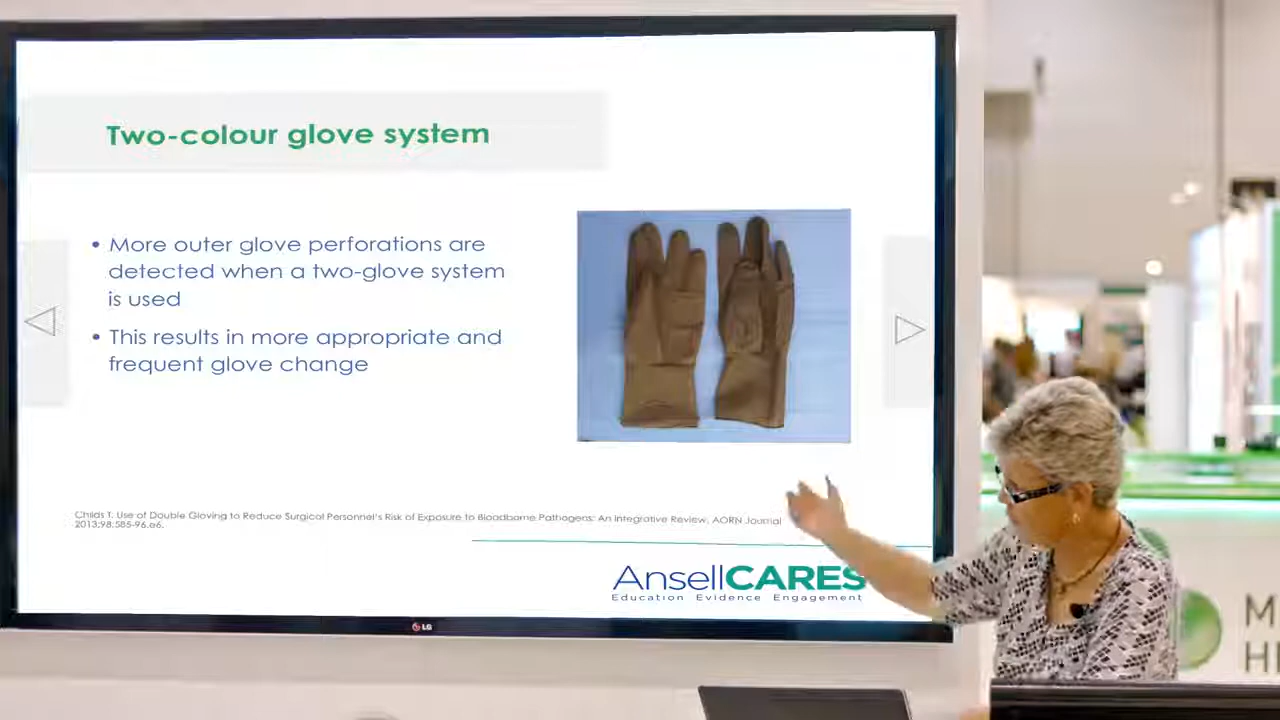 Two-colour glove system
• More outer glove perforations are
detected when a two-glove system
is used
• This results in more appropriate and
frequent glove change
Childs T. Use of Double Gloving to Reduce Surgical Personnel's Risk of Exposure to Bloodborne Pathogens: An Integrative Review. AORN Journal
2013;98:585-96.e6.
AnsellCARES
Education Evidence Engagement
LG
M
H